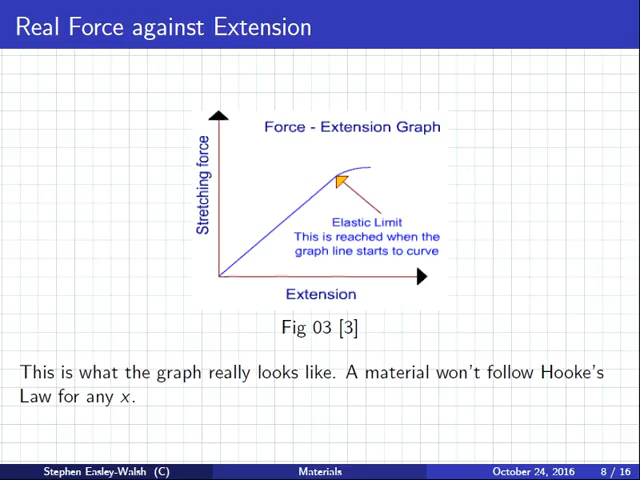 Real Force against Extension
Force - Extension Graph
Stretching force
Elastic Limit
This is reached when the
graph line starts to curve
Extension
Fig 03 [3]
This is what the graph really looks like. A material won't follow Hooke's
Law for any x.
Stephen Easley-Walsh (C) Materials October 24, 2016 8 / 16